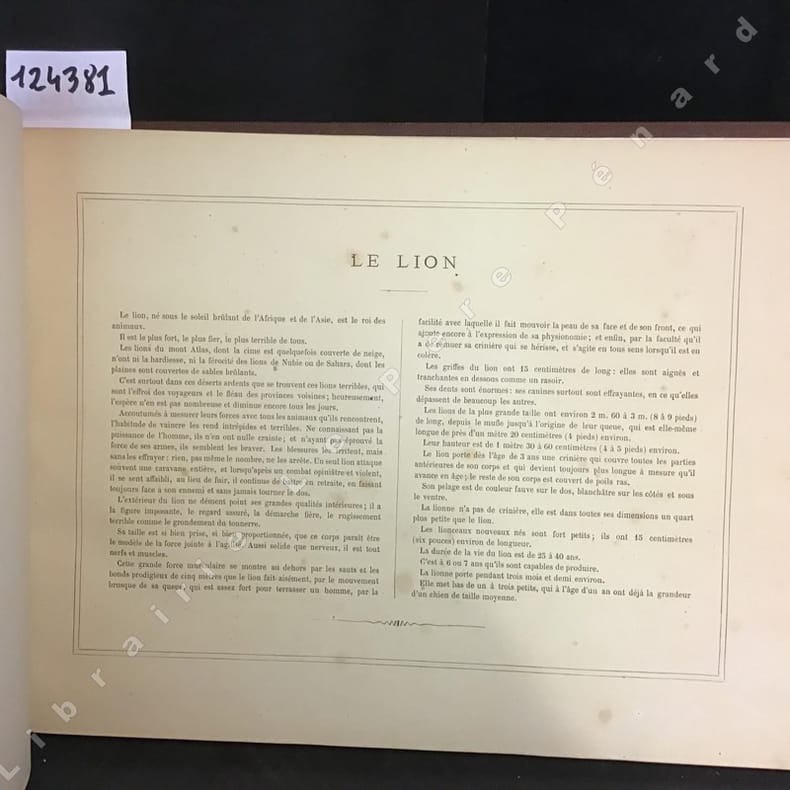 124381
LE LION
Le lion, né sous le soleil brûlant de l'Afrique et de l'Asie, est le roi des
animaux.
Il est le plus fort, le plus fier, le plus terrible de tous.
Les lions du mont Atlas, dont la cime est quelquefois couverte de neige,
n'ont ni la hardiesse, ni la férocité des lions de Nubie ou de Sahara, dont les
plaines sont couvertes de sables brûlants.
C'est surtout dans ces déserts ardents que se trouvent ces lions terribles, qui
sont l'effroi des voyageurs et le fléau des provinces voisines; heureusement,
l'espèce n'en est pas nombreuse et diminue encore tous les jours.
Accoutumés à mesurer leurs forces avec tous les animaux qu'ils rencontrent,
l'habitude de vaincre les rend intrépides et terribles. Ne connaissant pas la
puissance de l'homme, ils n'en ont nulle crainte; et n'ayant pas éprouvé la
force de ses armes, ils semblent les braver. Les blessures les irritent, mais
sans les effrayer: rien, pas même le nombre, ne les arrête. Un seul lion attaque
souvent une caravane entière, et lorsqu'après un combat opiniâtre et violent,
il se sent affaibli, au lieu de fuir, il continue de battre en retraite, en faisant
toujours face à son ennemi et sans jamais tourner le dos.
L'extérieur du lion ne dément point ses grandes qualités intérieures; il a
la figure imposante, le regard assuré, la démarche fière, le rugissement
terrible comme le grondement du tonnerre.
Sa taille est si bien prise, si bien proportionnée, que ce corps paraît être
le modèle de la force jointe à l'agilité. Aussi solide que nerveux, il est tout
nerfs et muscles.
Cette grande force musculaire se montre au dehors par les sauts et les
bonds prodigieux de cinq mètres que le lion fait aisément, par le mouvement
brusque de sa queue, qui est assez fort pour terrasser un homme, par la
facilité avec laquelle il fait mouvoir la peau de sa face et de son front, ce qui
ajoute encore à l'expression de sa physionomie; et enfin, par la faculté qu'il
a de remuer sa crinière qui se hérisse, et s'agite en tous sens lorsqu'il est en
colère.
Les griffes du lion ont 15 centimètres de long: elles sont aiguës et
tranchantes en dessous comme un rasoir.
Ses dents sont énormes: ses canines surtout sont effrayantes, en ce qu'elles
dépassent de beaucoup les autres.
Les lions de la plus grande taille ont environ 2 m. 60 à 3 m. (8 à 9 pieds)
de long, depuis le mufle jusqu'à l'origine de leur queue, qui est elle-même
longue de près d'un mètre 20 centimètres (4 pieds) environ.
Leur hauteur est de 1 mètre 30 à 60 centimètres (4 à 5 pieds) environ.
Le lion porte dès l'âge de 3 ans une crinière qui couvre toutes les parties
antérieures de son corps et qui devient toujours plus longue à mesure qu'il
avance en âge; le reste de son corps est couvert de poils ras.
Son pelage est de couleur fauve sur le dos, blanchâtre sur les côtés et sous
le ventre.
La lionne n'a pas de crinière, elle est dans toutes ses dimensions un quart
plus petite que le lion.
Les lionceaux nouveaux nés sont fort petits; ils ont 15 centimètres
(six pouces) environ de longueur.
La durée de la vie du lion est de 25 à 40 ans.
C'est à 6 ou 7 ans qu'ils sont capables de produire.
La lionne porte pendant trois mois et demi environ.
Elle met bas de un à trois petits, qui à l'âge d'un an ont déjà la grandeur
d'un chien de taille moyenne.
Librairie Le Père Pénard